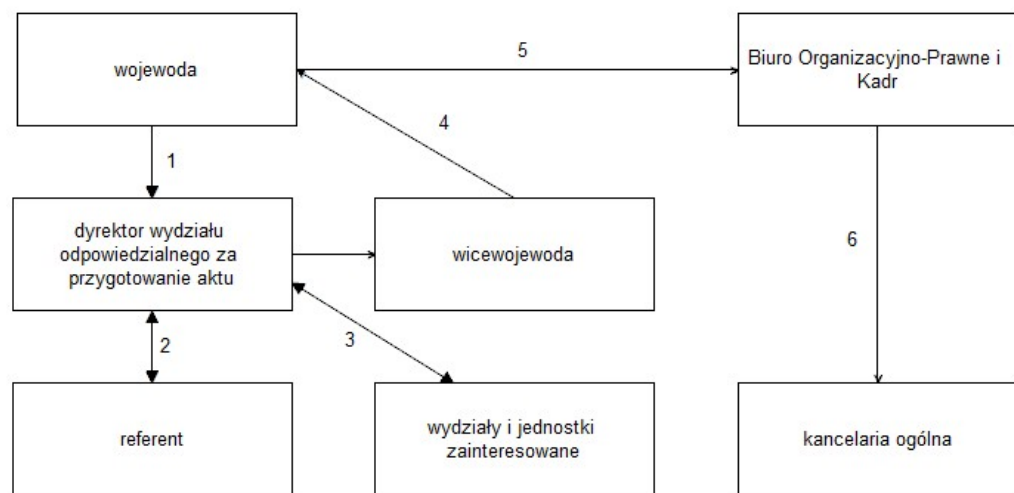 wojewoda
5
Biuro Organizacyjno-Prawne i
Kadr
4
1
dyrektor wydziału
odpowiedzialnego za
przygotowanie aktu
wicewojewoda
6
2
3
referent
wydziały i jednostki
zainteresowane
kancelaria ogólna